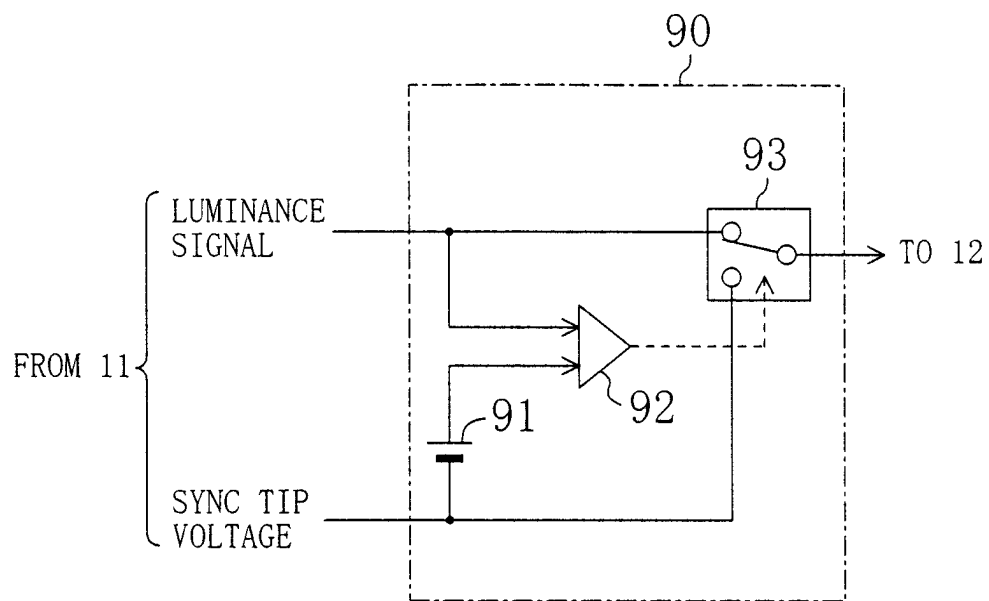 90
93
LUMINANCE
SIGNAL
TO 12
FROM 11
92
91
SYNC TIP
VOLTAGE